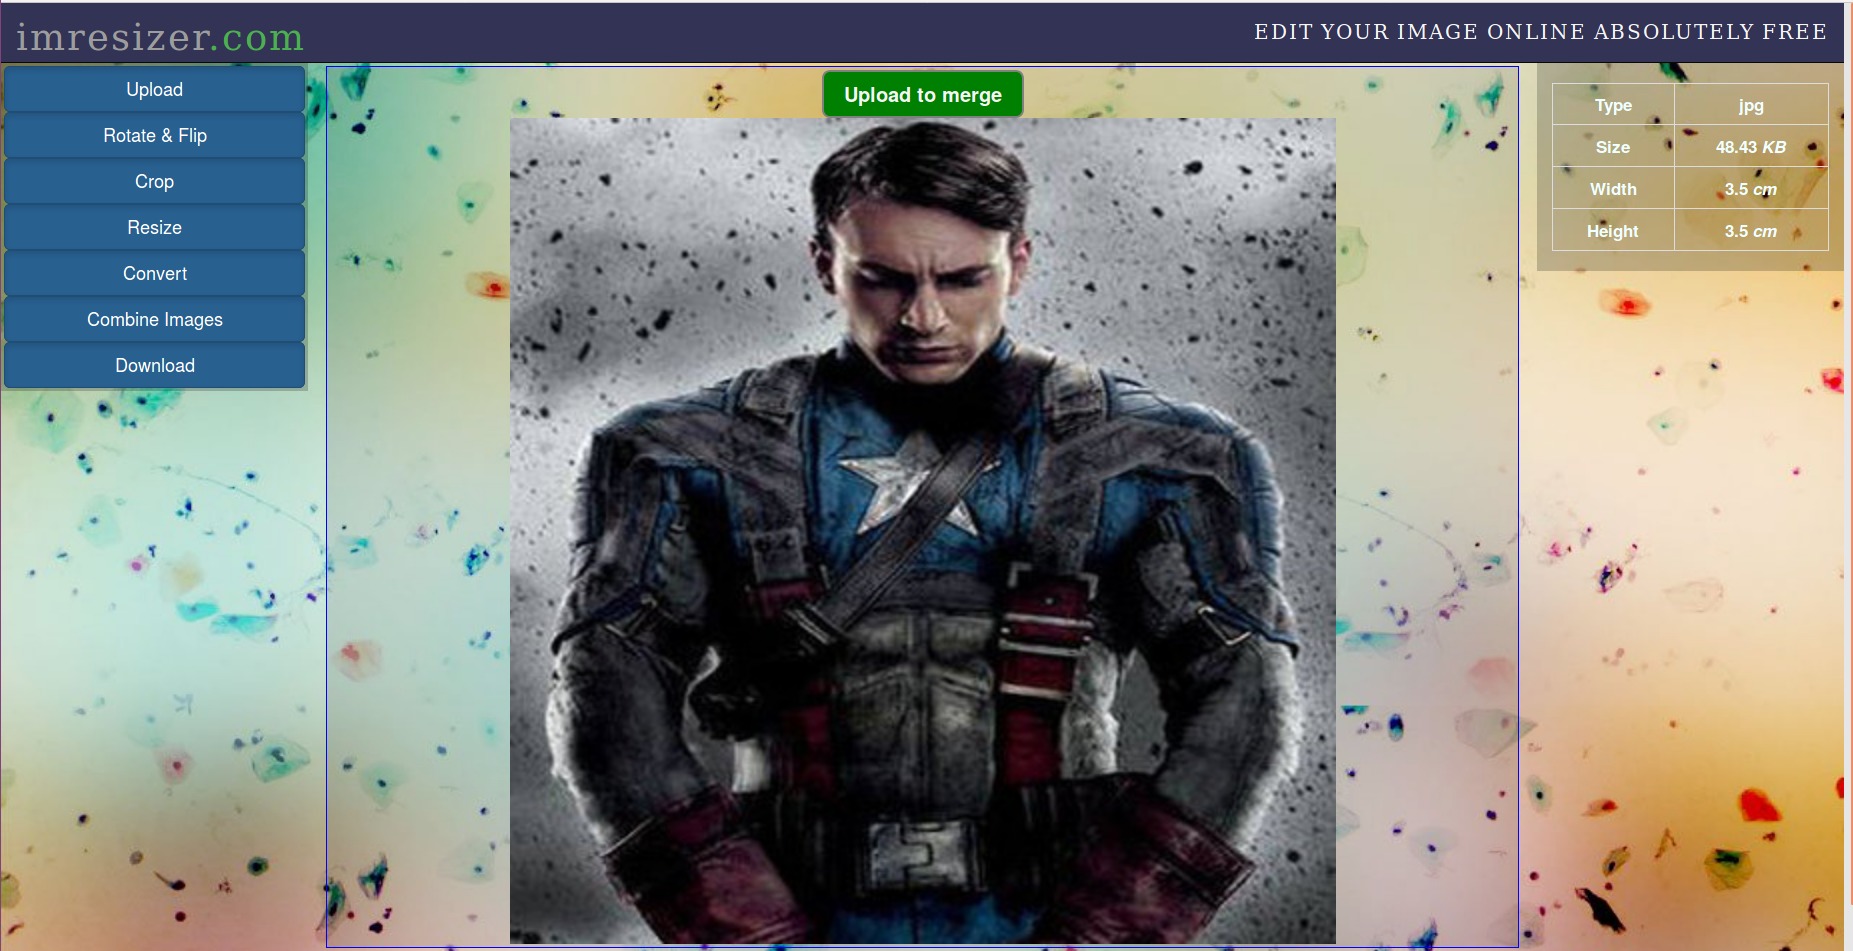 imresizer.com
EDIT YOUR IMAGE ONLINE ABSOLUTELY FREE
Upload
Rotate & Flip
Crop
Resize
Convert
Combine Images
Download
Upload to merge
Type jpg
Size 48.43 KB
Width 3.5 cm
Height 3.5 cm